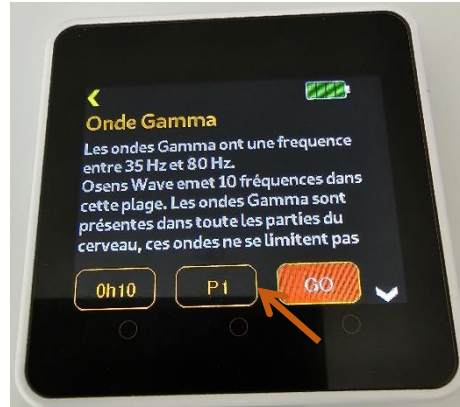 Onde Gamma
Les ondes Gamma ont une frequence
entre 35 Hz et 80 Hz.
Osens Wave emet 10 fréquences dans
cette plage. Les ondes Gamma sont
présentes dans toute les parties du
cerveau, ces ondes ne se limitent pas
0h10 P1 GO